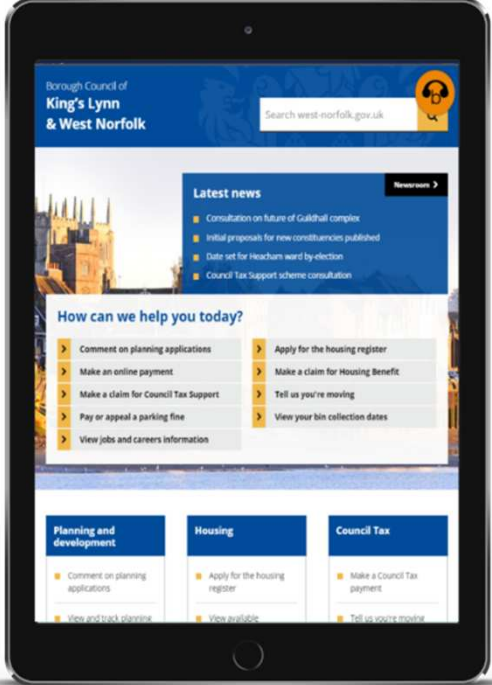 Borough Council of
King's Lynn
& West Norfolk
Search west-norfolk.gov.uk
Newsroom
Latest news
Consultation on future of Guildhall complex
Initial proposals for new constituencies published
Date set for Heacham ward by-election
Council Tax Support scheme consultation
How can we help you today?
Comment on planning applications
Make an online payment
Make a claim for Council Tax Support
Pay or appeal a parking fine
View jobs and careers information
Apply for the housing register
Make a claim for Housing Benefit
Tell us you're moving
View your bin collection dates
Planning and
development
Comment on planning
applications
View and track planning
Housing
Apply for the housing
register
View available
Council Tax
Make a Council Tax
payment
Tell us you're moving